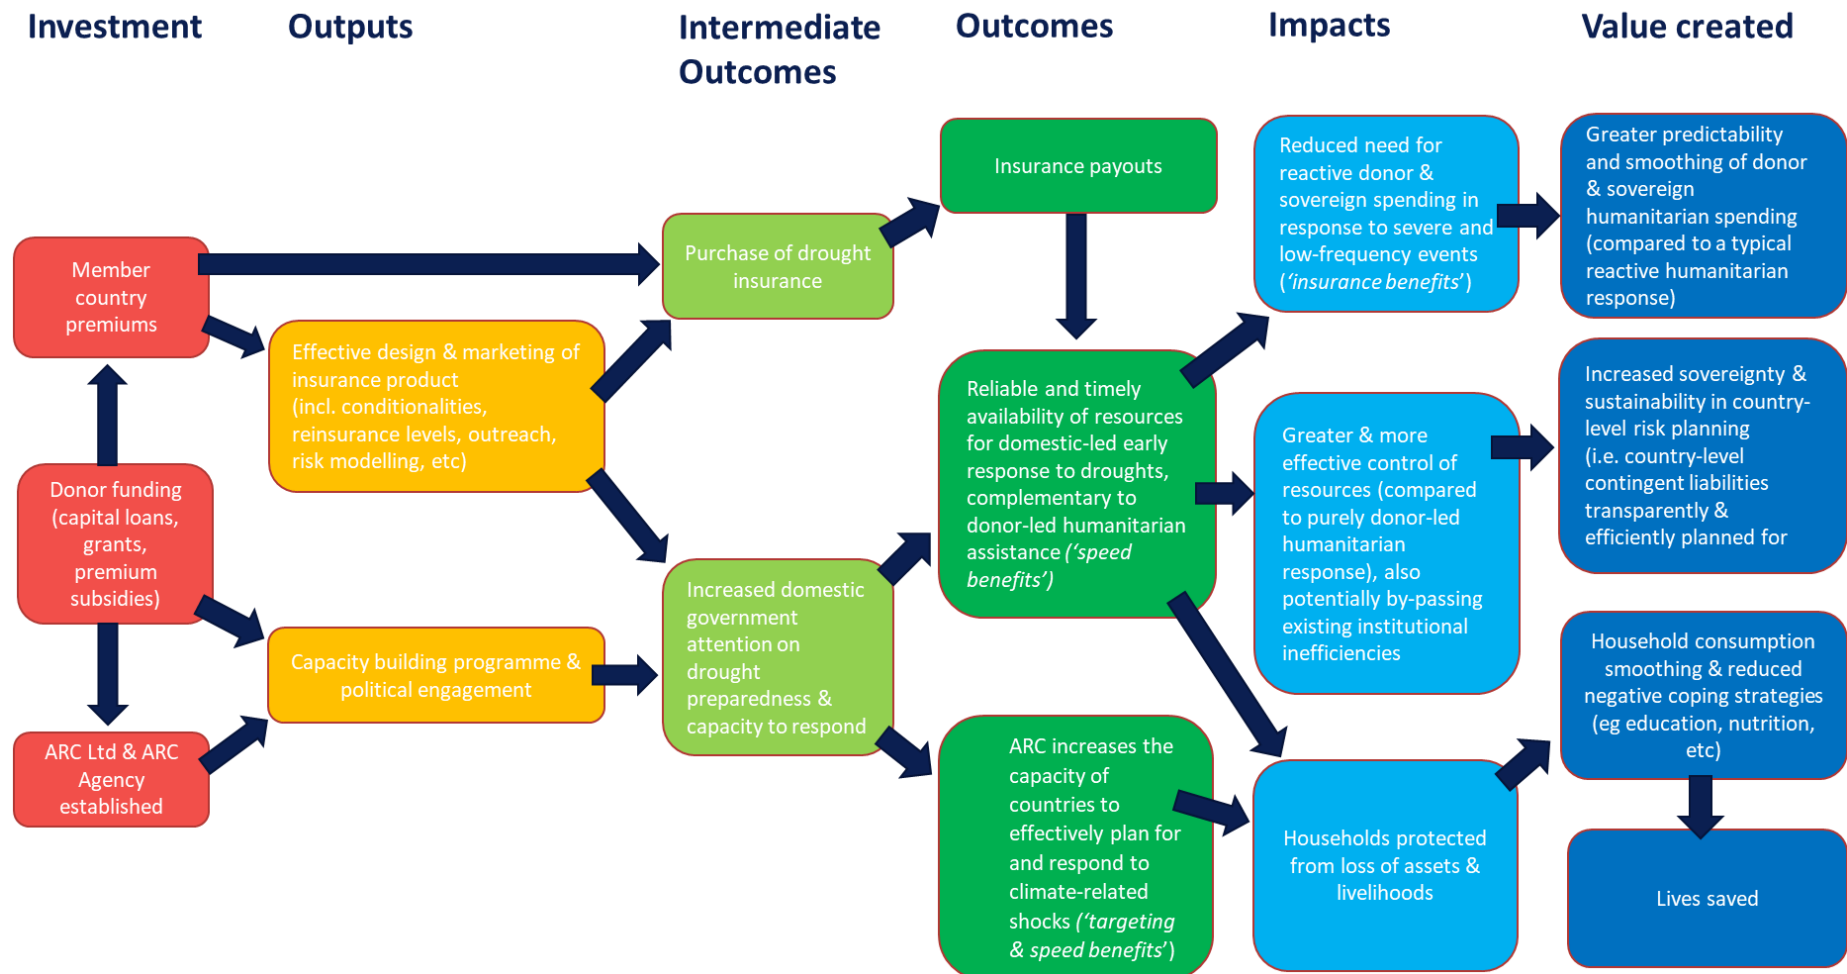 Investment
Outputs
Intermediate
Outcomes
Outcomes
Impacts
Value created
Member
country
premiums
Donor funding
(capital loans,
grants,
premium
subsidies)
ARC Ltd & ARC
Agency
established
Effective design & marketing of
insurance product
(incl. conditionalities,
reinsurance levels, outreach,
risk modelling, etc)
Capacity building programme &
political engagement
Purchase of drought
insurance
Increased domestic
government
attention on
drought
preparedness &
capacity to respond
Insurance payouts
Reliable and timely
availability of resources
for domestic-led early
response to droughts,
complementary to
donor-led humanitarian
assistance (‘speed
benefits’)
ARC increases the
capacity of
countries to
effectively plan for
and respond to
climate-related
shocks (‘targeting
& speed benefits’)
Reduced need for
reactive donor &
sovereign spending in
response to severe and
low-frequency events
(‘insurance benefits’)
Greater & more
effective control of
resources (compared
to purely donor-led
humanitarian
response), also
potentially by-passing
existing institutional
inefficiencies
Households protected
from loss of assets &
livelihoods
Greater predictability
and smoothing of donor
& sovereign
humanitarian spending
(compared to a typical
reactive humanitarian
response)
Increased sovereignty &
sustainability in country-
level risk planning
(i.e. country-level
contingent liabilities
transparently &
efficiently planned for
Household consumption
smoothing & reduced
negative coping strategies
(eg education, nutrition,
etc)
Lives saved